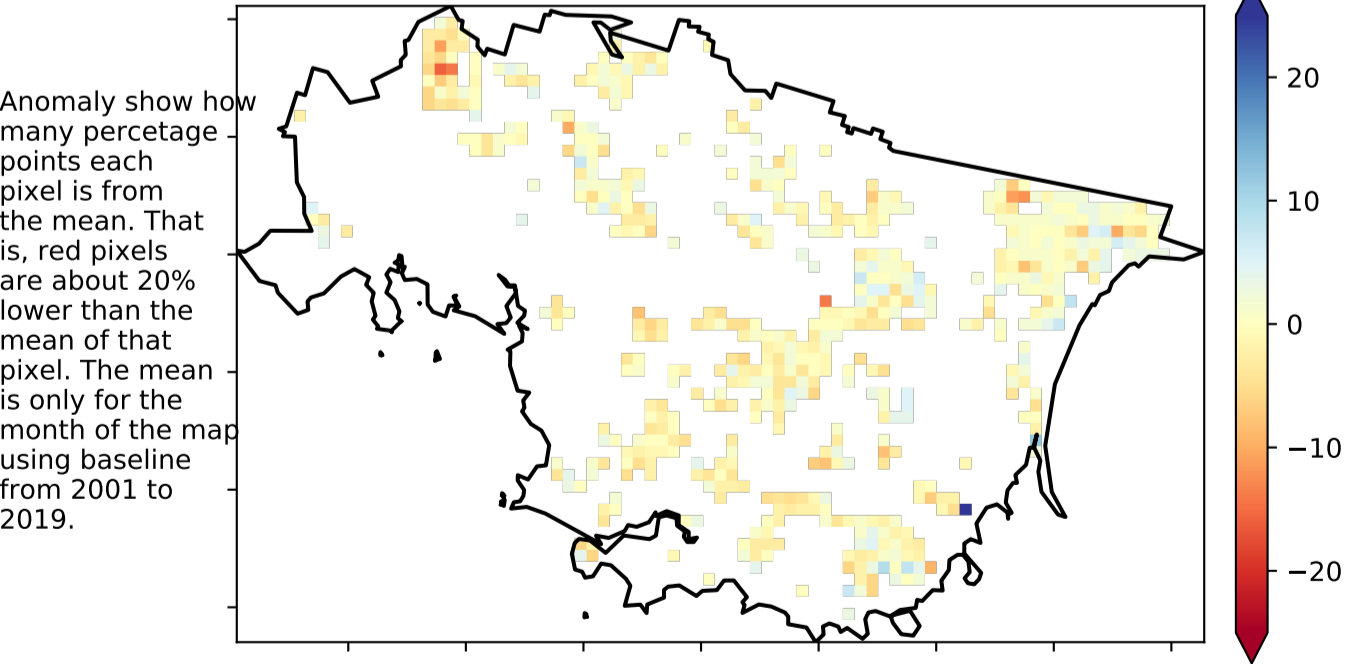 Anomaly show how
many percetage
points each
pixel is from
the mean. That
is, red pixels
are about 20%
lower than the
mean of that
pixel. The mean
is only for the
month of the map
using baseline
from 2001 to
2019.
20
10
0
−10
−20